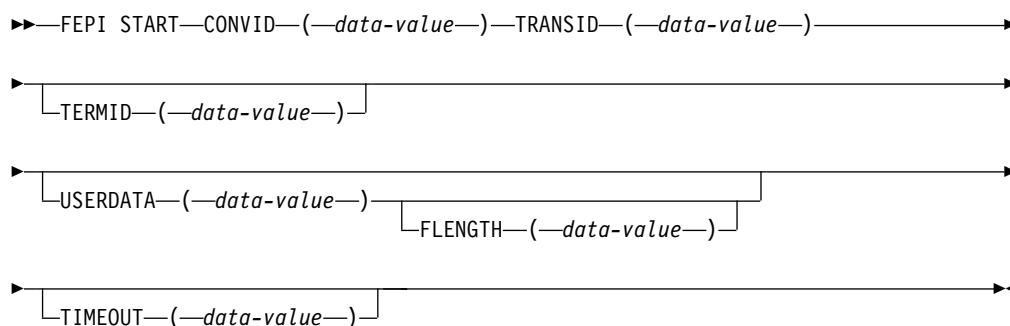 FEPI START CONVID ( data-value ) TRANSID ( data-value )
TERMID ( data-value )
USERDATA ( data-value )
FLENGTH ( data-value )
TIMEOUT ( data-value )